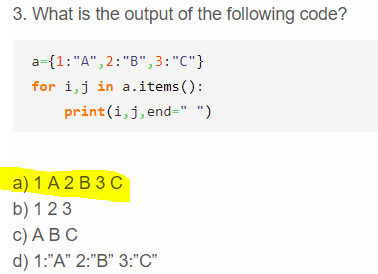 3. What is the output of the following code?
a={1:"A",2:"B",3:"C"}
for i,j in a.items():
    print(i,j,end=" ")
a) 1 A 2 B 3 C
b) 1 2 3
c) A B C
d) 1:”A” 2:”B” 3:”C”